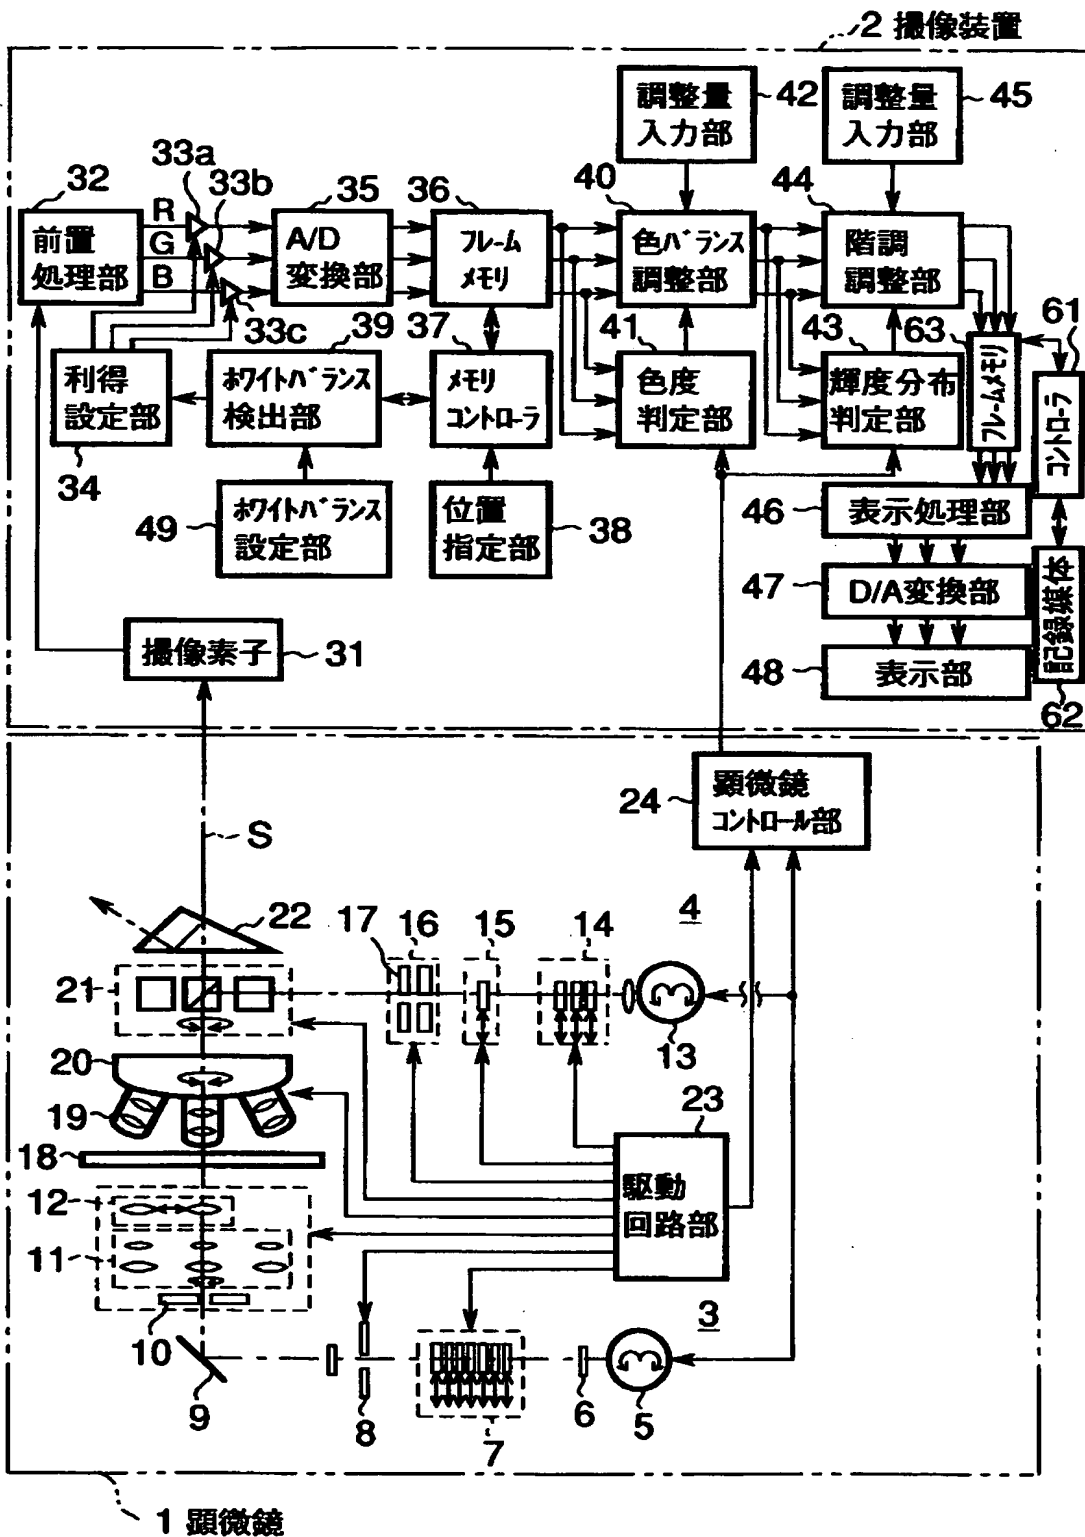 2 撮像装置
42
調整量
入力部
45
調整量
入力部
32
33a
33b
35
36
40
44
前置
処理部
R
G
B
A/D
変換部
フレーム
メモリ
色バランス
調整部
階調
調整部
33c
39
37
41
43
63
61
利得
設定部
34
ホワイトバランス
検出部
メモリ
コントローラ
色度
判定部
輝度分布
判定部
フレームメモリ
コントローラ
49
ホワイトバランス
設定部
位置
指定部
38
46
表示処理部
47
D/A変換部
記録媒体
撮像素子
31
48
表示部
62
24
顕微鏡
コントロール部
S
22
17
16
15
14
4
21
13
20
19
23
18
駆動
回路部
12
11
10
3
9
8
7
6
5
1 顕微鏡